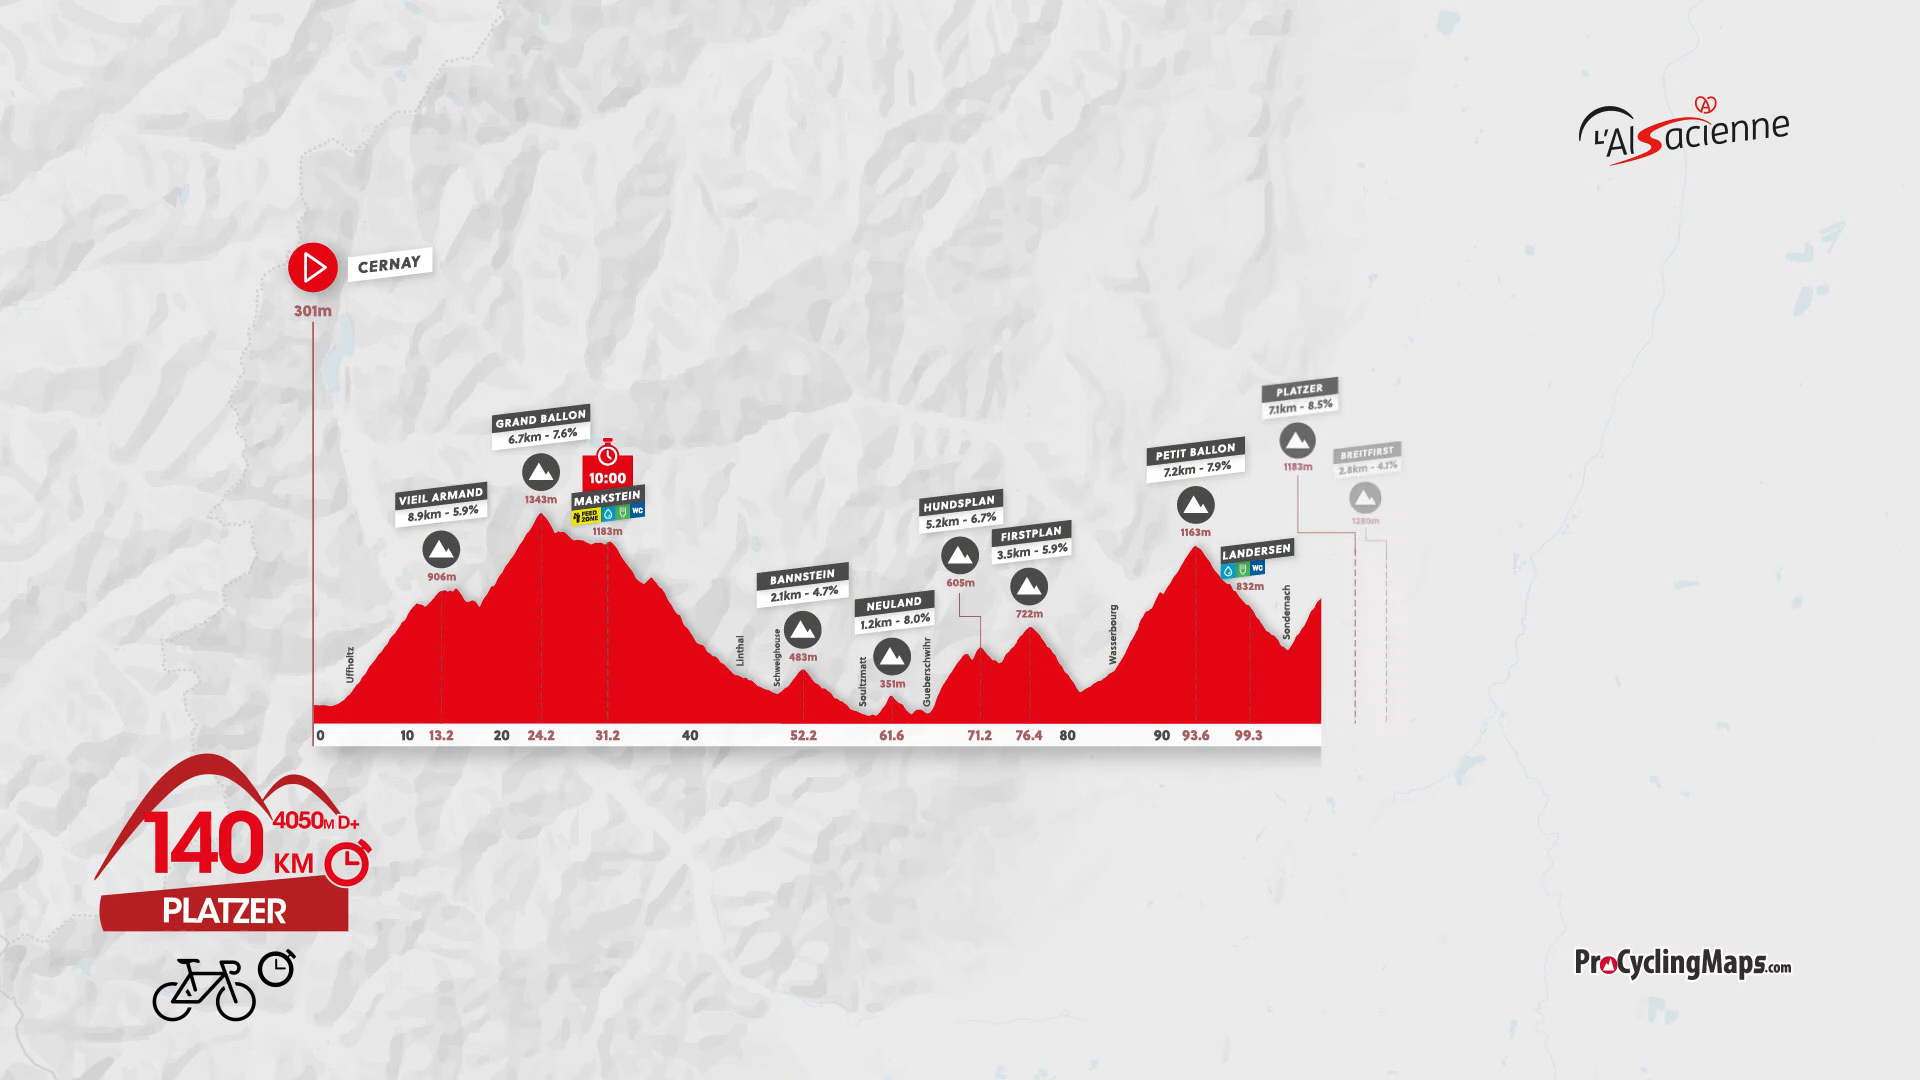 L'Alsacienne
CERNAY
301m
VIEIL ARMAND
8.9km - 5.9%
906m
GRAND BALLON
6.7km - 7.6%
1343m
10:00
MARKSTEIN
FEED ZONE
WC
1183m
BANNSTEIN
2.1km - 4.7%
483m
NEULAND
1.2km - 8.0%
351m
HUNDSPLAN
5.2km - 6.7%
605m
FIRSTPLAN
3.5km - 5.9%
722m
PETIT BALLON
7.2km - 7.9%
1163m
LANDERSEN
WC
832m
PLATZER
7.1km - 8.5%
1183m
BREITFIRST
2.8km - 4.1%
1280m
Uffholtz
Linthal
Schweighouse
Soultzmatt
Gueberschwihr
Wasserbourg
Sondernach
0 10 13.2 20 24.2 31.2 40 52.2 61.6 71.2 76.4 80 90 93.6 99.3
140 KM
4050M D+
PLATZER
ProCyclingMaps.com